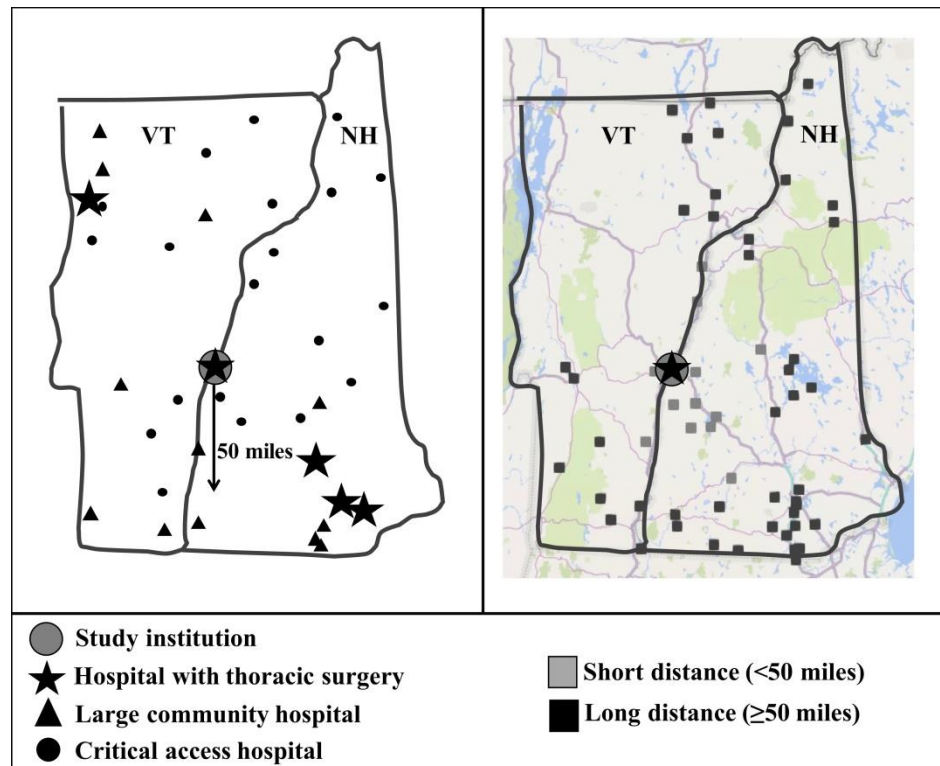 VT
NH
50 miles
VT
NH
Study institution
Hospital with thoracic surgery
Large community hospital
Critical access hospital
Short distance (<50 miles)
Long distance (≥50 miles)